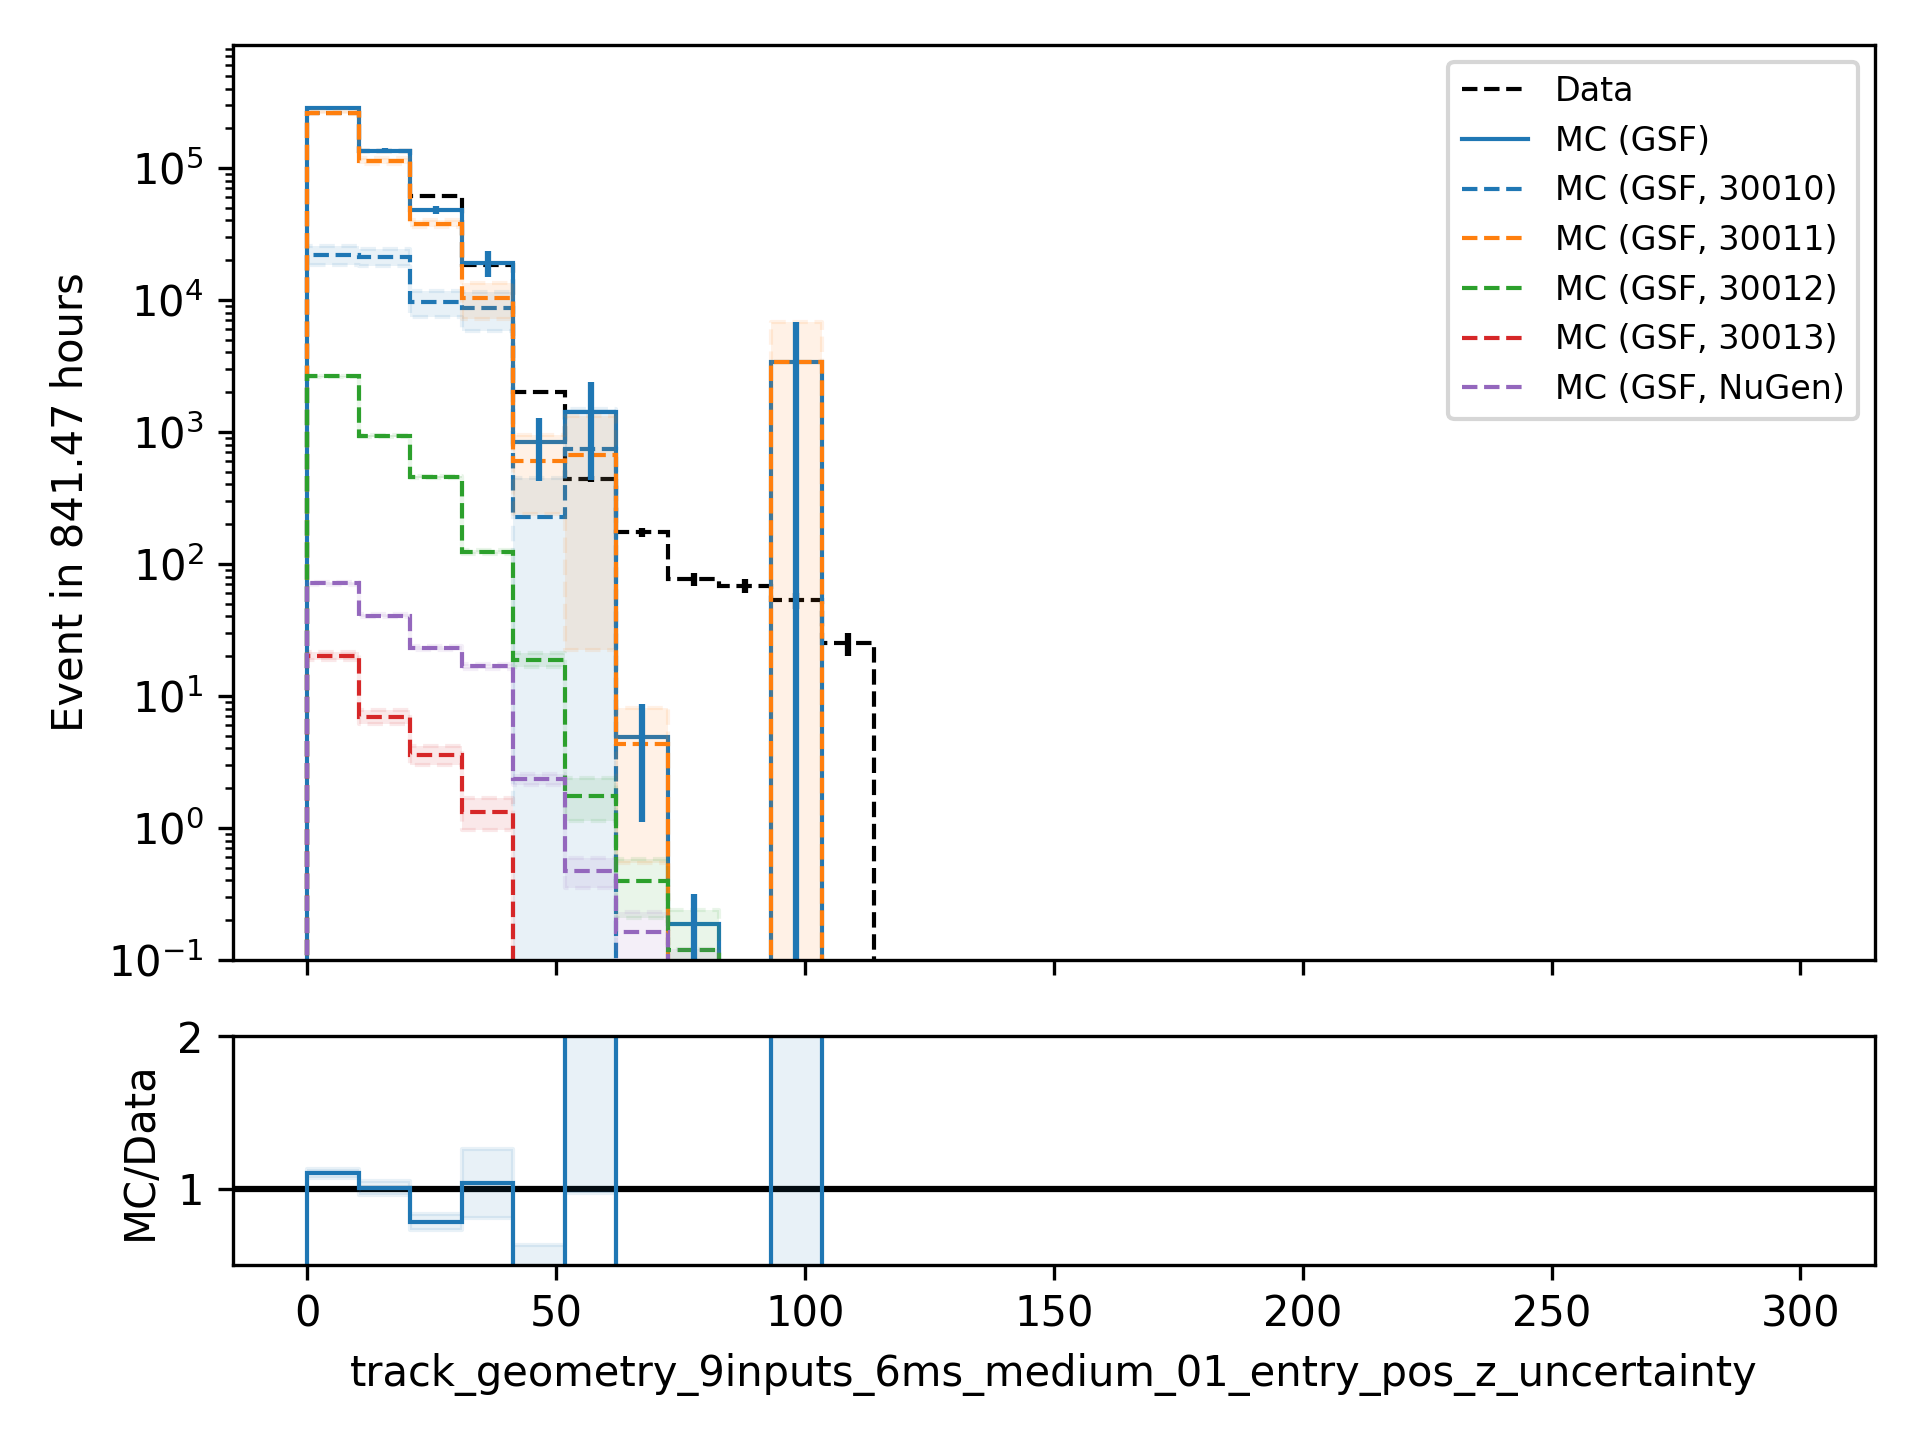 Event in 841.47 hours
10^5
10^4
10^3
10^2
10^1
10^0
10^−1
Data
MC (GSF)
MC (GSF, 30010)
MC (GSF, 30011)
MC (GSF, 30012)
MC (GSF, 30013)
MC (GSF, NuGen)
MC/Data
2
1
0 50 100 150 200 250 300
track_geometry_9inputs_6ms_medium_01_entry_pos_z_uncertainty